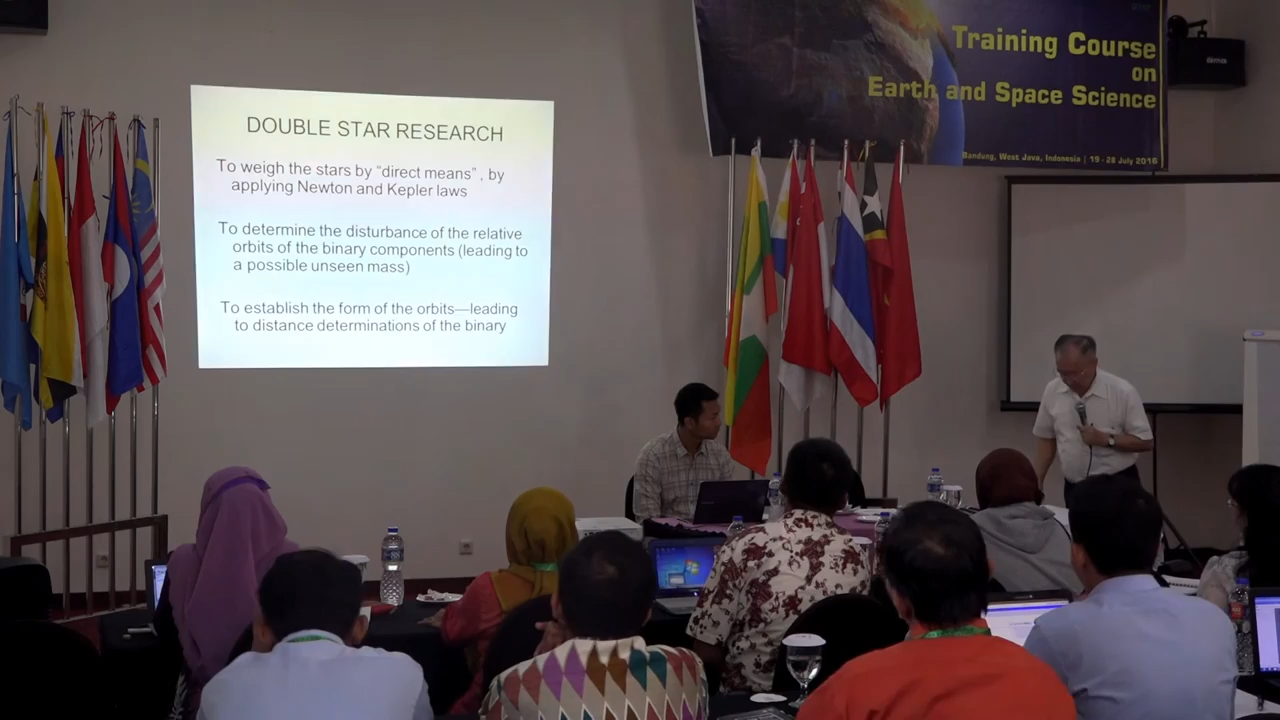 DOUBLE STAR RESEARCH
To weigh the stars by “direct means” , by
applying Newton and Kepler laws
To determine the disturbance of the relative
orbits of the binary components (leading to
a possible unseen mass)
To establish the form of the orbits—leading
to distance determinations of the binary
Training Course
on
Earth and Space Science
Bandung, West Java, Indonesia | 19 - 28 July 2016